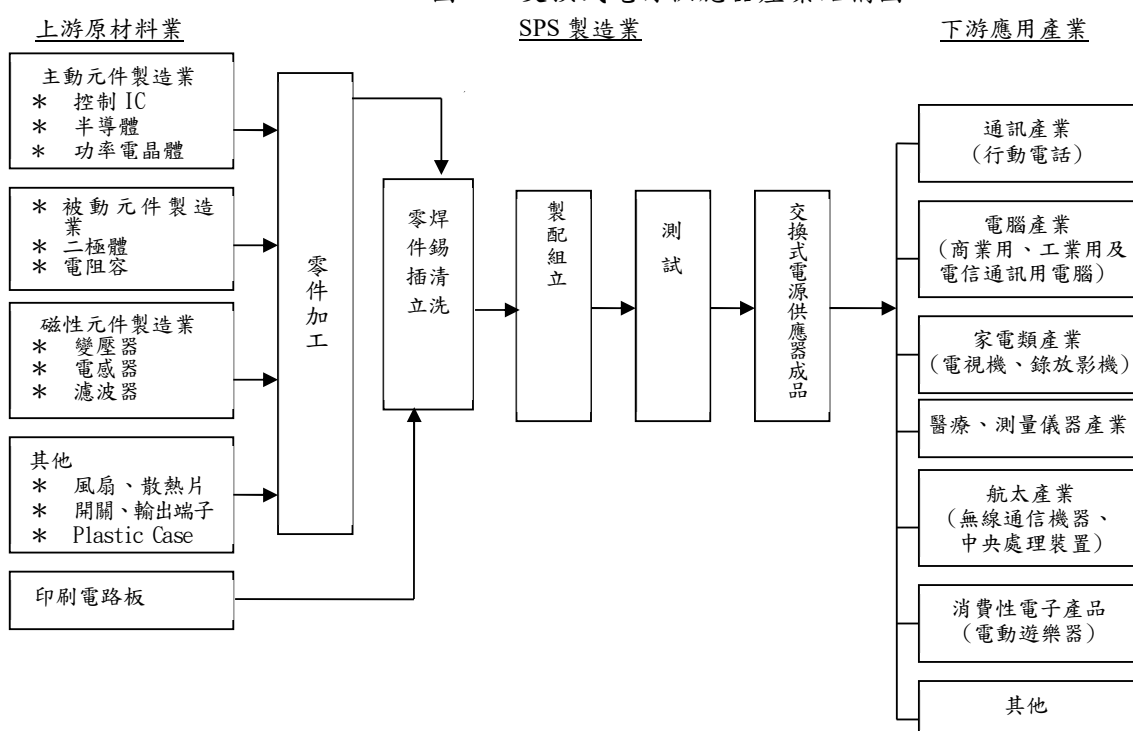 上游原材料業
SPS 製造業
下游應用產業
主動元件製造業
* 控制 IC
* 半導體
* 功率電晶體
* 被動元件製造業
* 二極體
* 電阻容
磁性元件製造業
* 變壓器
* 電感器
* 濾波器
其他
* 風扇、散熱片
* 開關、輸出端子
* Plastic Case
印刷電路板
零件加工
零件插立
焊錫清洗
製配組立
測試
交換式電源供應器成品
通訊產業
(行動電話)
電腦產業
(商業用、工業用及
電信通訊用電腦)
家電類產業
(電視機、錄放影機)
醫療、測量儀器產業
航太產業
(無線通信機器、
中央處理裝置)
消費性電子產品
(電動遊樂器)
其他